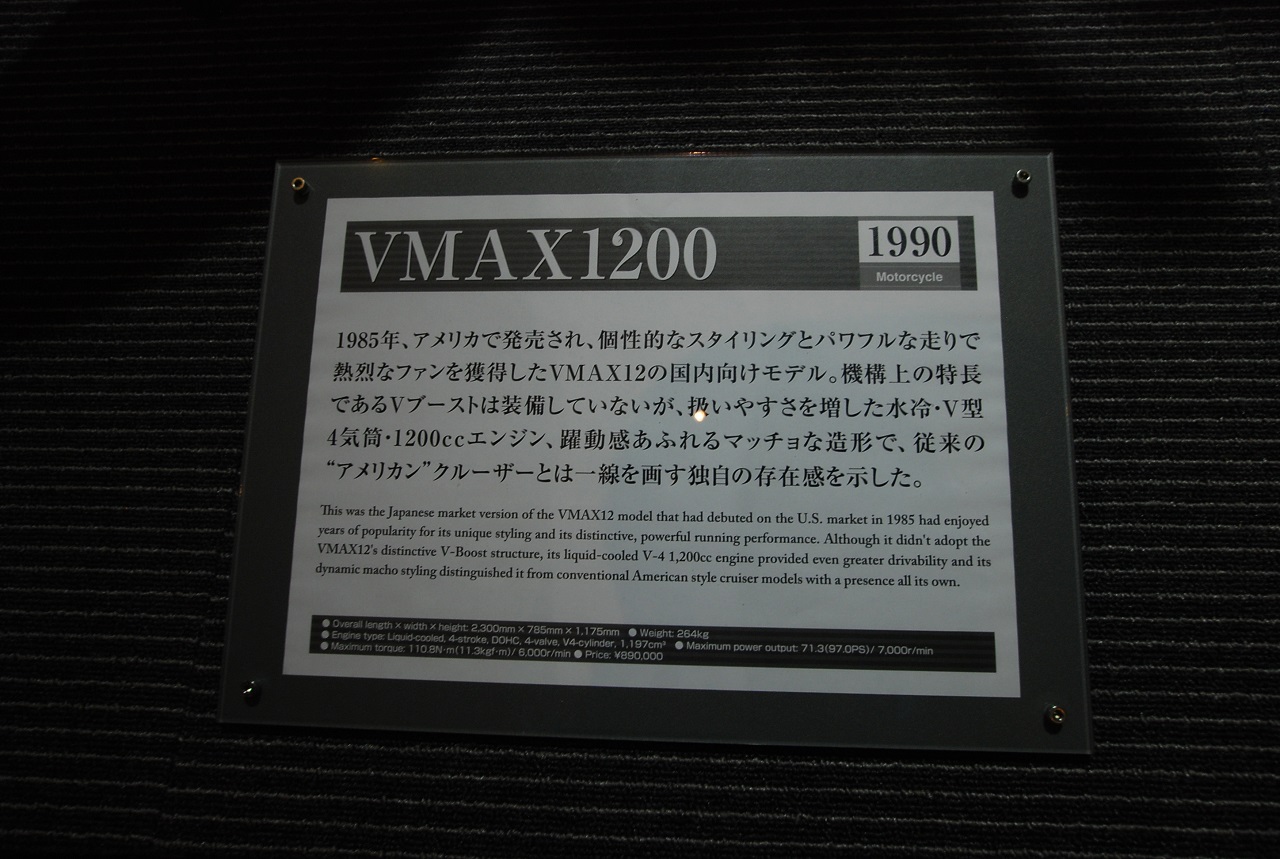 VMAX1200
1990
Motorcycle
1985年、アメリカで発売され、個性的なスタイリングとパワフルな走りで
熱烈なファンを獲得したVMAX12の国内向けモデル。機構上の特長
であるVブーストは装備していないが、扱いやすさを増した水冷・V型
4気筒・1200ccエンジン、躍動感あふれるマッチョな造形で、従来の
“アメリカン”クルーザーとは一線を画す独自の存在感を示した。
This was the Japanese market version of the VMAX12 model that had debuted on the U.S. market in 1985 had enjoyed
years of popularity for its unique styling and its distinctive, powerful running performance. Although it didn't adopt the
VMAX12's distinctive V-Boost structure, its liquid-cooled V-4 1,200cc engine provided even greater drivability and its
dynamic macho styling distinguished it from conventional American style cruiser models with a presence all its own.
● Overall length × width × height: 2,300mm × 785mm × 1,175mm ● Weight: 264kg
● Engine type: Liquid-cooled, 4-stroke, DOHC, 4-valve, V4-cylinder, 1,197cm³ ● Maximum power output: 71.3(97.0PS)/ 7,000r/min
● Maximum torque: 110.8N·m(11.3kgf·m)/ 6,000r/min ● Price: ¥890,000